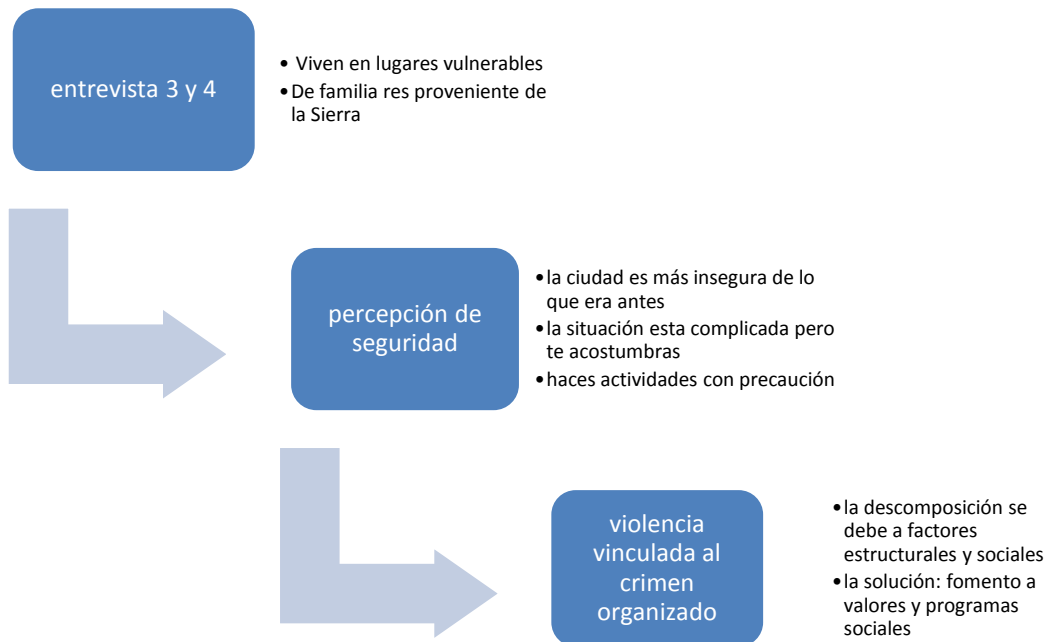 entrevista 3 y 4
• Viven en lugares vulnerables
•De familia res proveniente de
la Sierra
percepción de
seguridad
•la ciudad es más insegura de lo
que era antes
•la situación esta complicada pero
te acostumbras
•haces actividades con precaución
violencia
vinculada al
crimen
organizado
•la descomposición se
debe a factores
estructurales y sociales
•la solución: fomento a
valores y programas
sociales